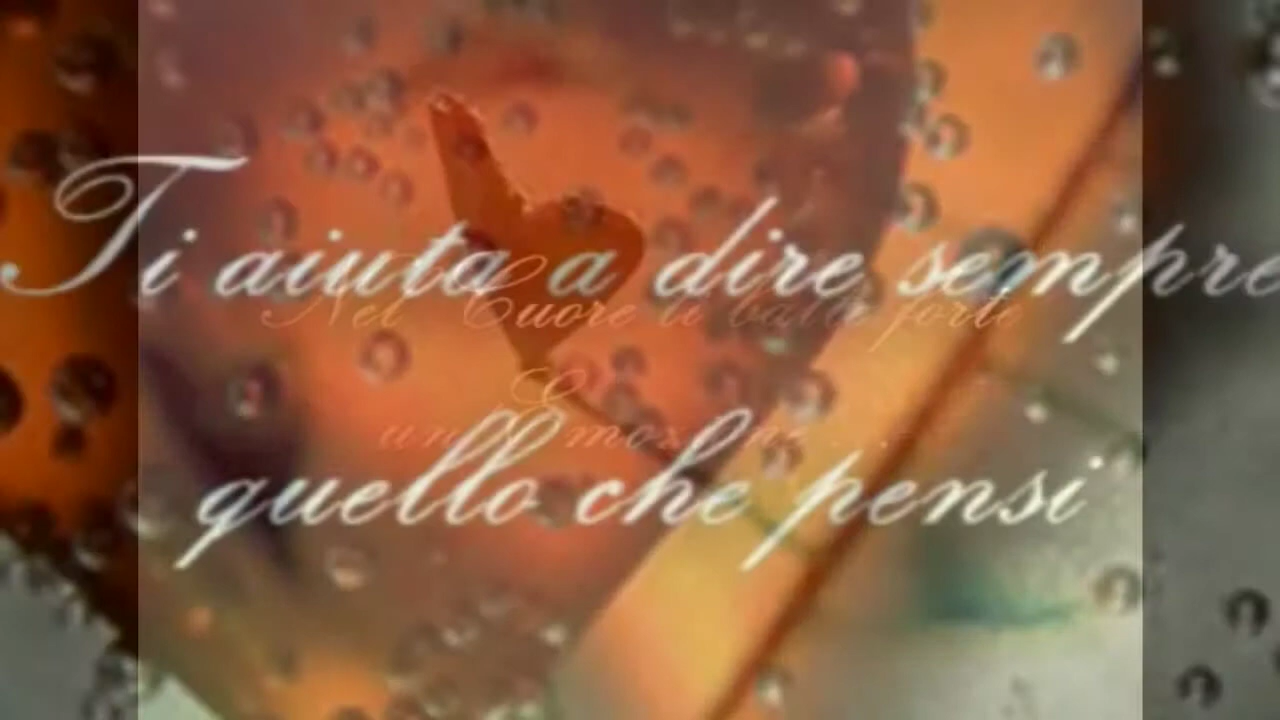 Ti aiuta a dire sempre
Nel Cuore ti batte forte
E
quello che pensi